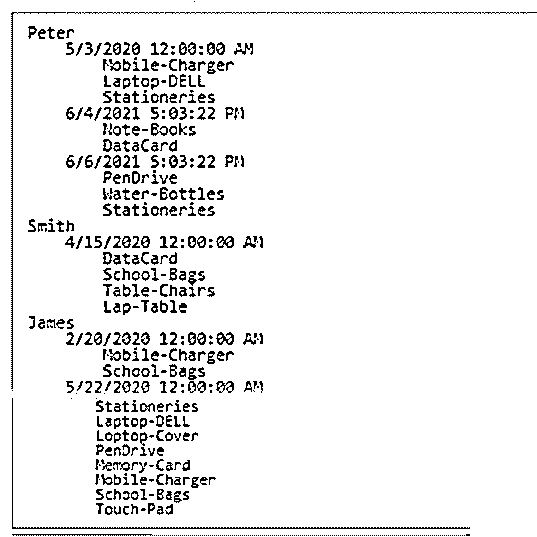 Peter
5/3/2020 12:00:00 AM
Mobile-Charger
Laptop-DELL
Stationeries
6/4/2021 5:03:22 PM
Note-Books
DataCard
6/6/2021 5:03:22 PM
PenDrive
Water-Bottles
Stationeries
Smith
4/15/2020 12:00:00 AM
DataCard
School-Bags
Table-Chairs
Lap-Table
James
2/20/2020 12:00:00 AM
Mobile-Charger
School-Bags
5/22/2020 12:00:00 AM
Stationeries
Laptop-DELL
Loptop-Cover
PenDrive
Memory-Card
Mobile-Charger
School-Bags
Touch-Pad